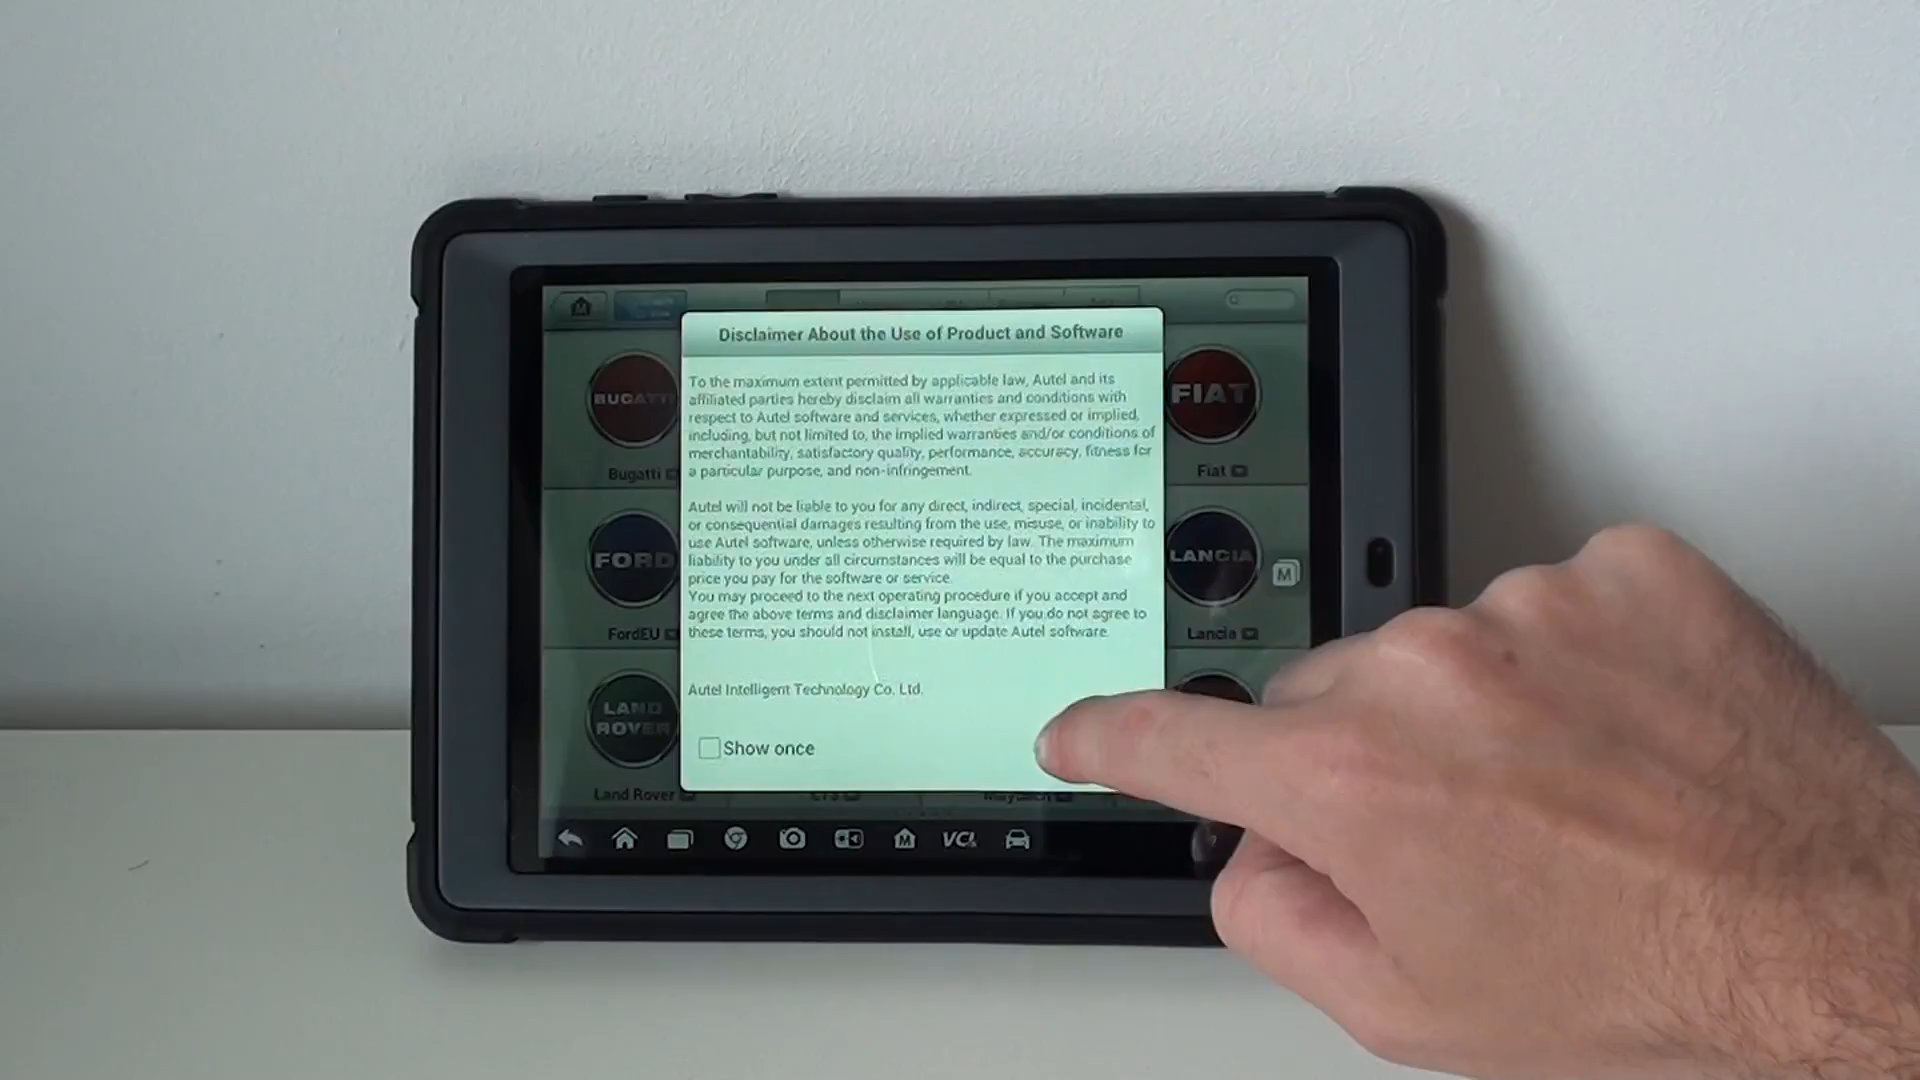 Disclaimer About the Use of Product and Software
To the maximum extent permitted by applicable law, Autel and its
affiliated parties hereby disclaim all warranties and conditions with
respect to Autel software and services, whether expressed or implied,
including, but not limited to, the implied warranties and/or conditions of
merchantability, satisfactory quality, performance, accuracy, fitness for
a particular purpose, and non-infringement.
Autel will not be liable to you for any direct, indirect, special, incidental,
or consequential damages resulting from the use, misuse, or inability to
use Autel software, unless otherwise required by law. The maximum
liability to you under all circumstances will be equal to the purchase
price you pay for the software or service.
You may proceed to the next operating procedure if you accept and
agree the above terms and disclaimer language. If you do not agree to
these terms, you should not install, use or update Autel software.
Autel Intelligent Technology Co. Ltd.
Show once
BUGATTI
Bugatti
FIAT
Fiat
FORD
FordEU
LANCIA
Lancia
M
LAND
ROVER
Land Rover
Maybach
M
VCI